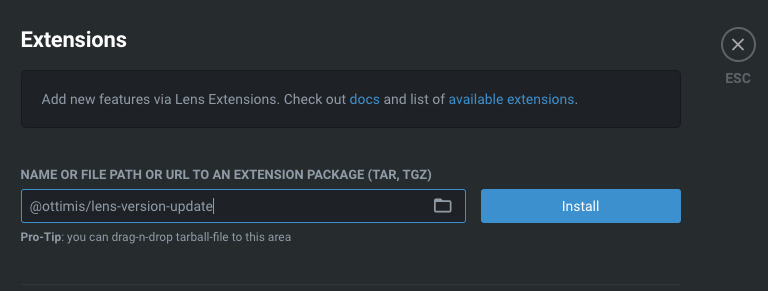 Extensions
ESC
Add new features via Lens Extensions. Check out docs and list of available extensions.
NAME OR FILE PATH OR URL TO AN EXTENSION PACKAGE (TAR, TGZ)
@ottimis/lens-version-update
Install
Pro-Tip: you can drag-n-drop tarball-file to this area